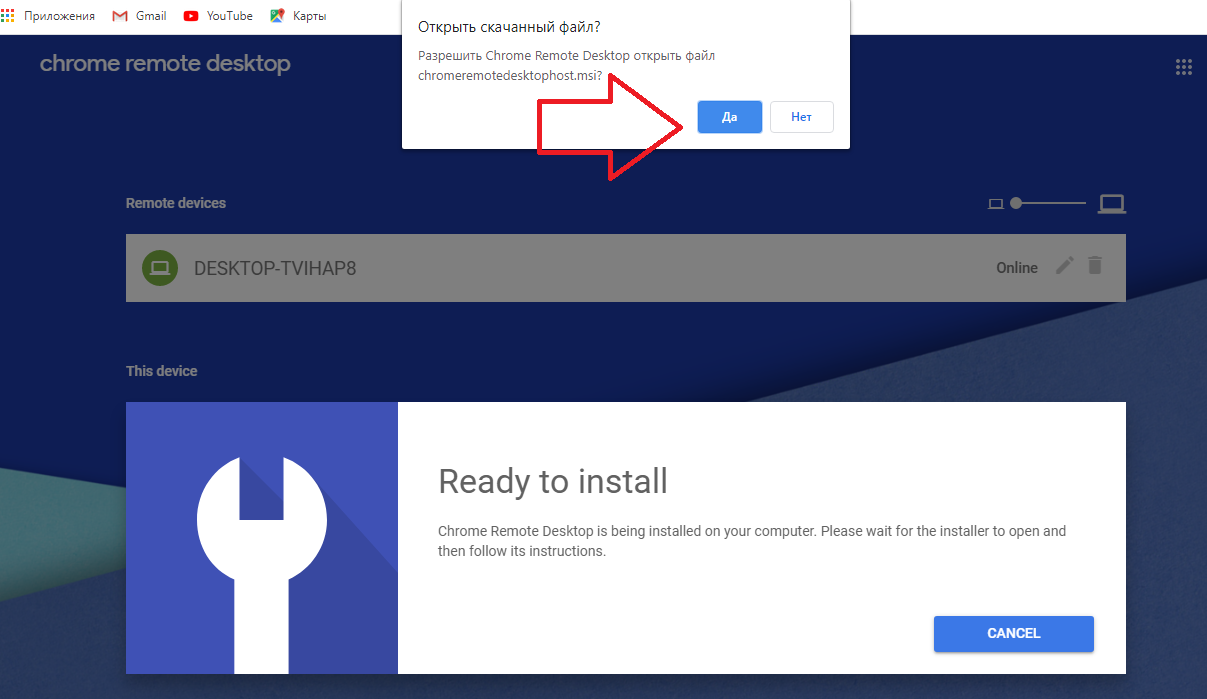 Приложения
Gmail
YouTube
Карты
Открыть скачанный файл?
Разрешить Chrome Remote Desktop открыть файл
chromeremotedesktophost.msi?
Да
Нет
chrome remote desktop
Remote devices
DESKTOP-TVIHAP8
Online
This device
Ready to install
Chrome Remote Desktop is being installed on your computer. Please wait for the installer to open and
then follow its instructions.
CANCEL